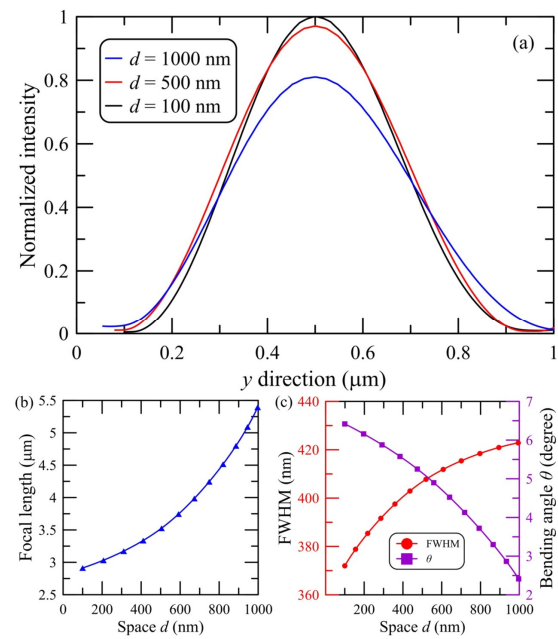 (a)
d = 1000 nm
d = 500 nm
d = 100 nm
Normalized intensity
1
0.8
0.6
0.4
0.2
0
0
0.2
0.4
0.6
0.8
1
y direction (μm)
(b)
Focal length (μm)
5.5
5
4.5
4
3.5
3
2.5
0
200
400
600
800
1000
Space d (nm)
(c)
FWHM (nm)
440
420
400
380
360
FWHM
θ
200
400
600
800
1000
Space d (nm)
7
6
5
4
3
2
Bending angle θ (degree)